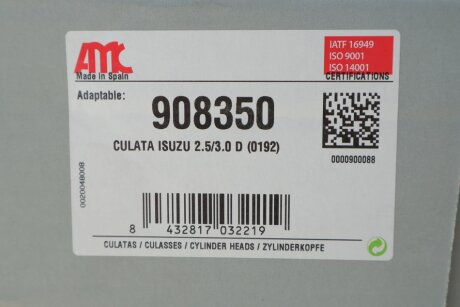 AMC
Made In Spain
IATF 16949
ISO 9001
ISO 14001
CERTIFICATIONS
Adaptable:
908350
CULATA ISUZU 2.5/3.0 D (0192)
0000900088
0020048008
8 432817 032219
CULATAS / CULASSES / CYLINDER HEADS / ZYLINDERKOPFE